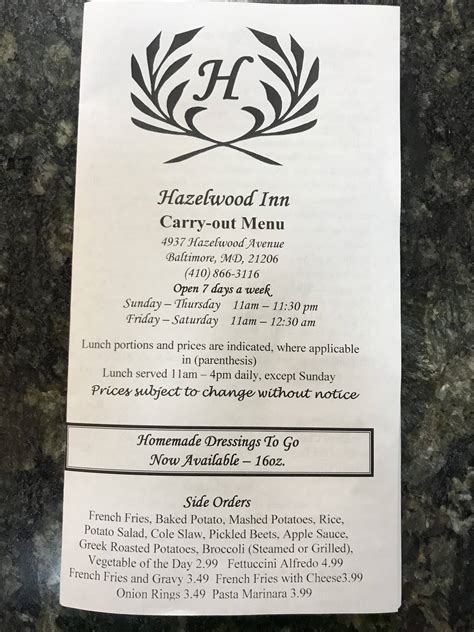 H
Hazelwood Inn
Carry-out Menu
4937 Hazelwood Avenue
Baltimore, MD, 21206
(410) 866-3116
Open 7 days a week
Sunday – Thursday 11am – 11:30 pm
Friday – Saturday 11am – 12:30 am
Lunch portions and prices are indicated, where applicable
in (parenthesis)
Lunch served 11am – 4pm daily, except Sunday
Prices subject to change without notice
Homemade Dressings To Go
Now Available – 16oz.
Side Orders
French Fries, Baked Potato, Mashed Potatoes, Rice,
Potato Salad, Cole Slaw, Pickled Beets, Apple Sauce,
Greek Roasted Potatoes, Broccoli (Steamed or Grilled),
Vegetable of the Day 2.99 Fettuccini Alfredo 4.99
French Fries and Gravy 3.49 French Fries with Cheese3.99
Onion Rings 3.49 Pasta Marinara 3.99